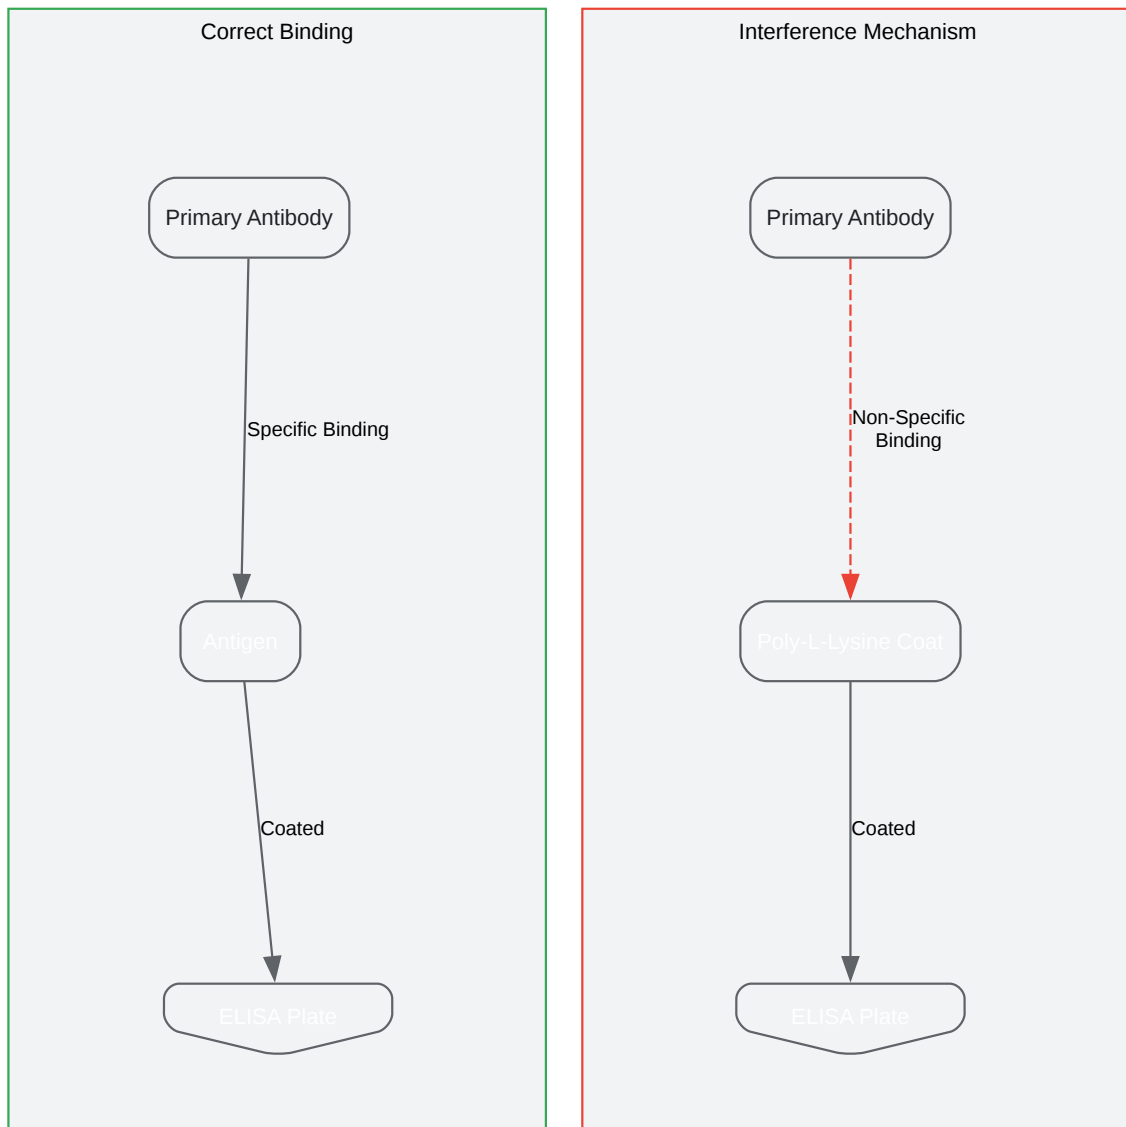 Correct Binding
Primary Antibody
Specific Binding
Antigen
Coated
ELISA Plate
Interference Mechanism
Primary Antibody
Non-Specific
Binding
Poly-L-Lysine Coat
Coated
ELISA Plate